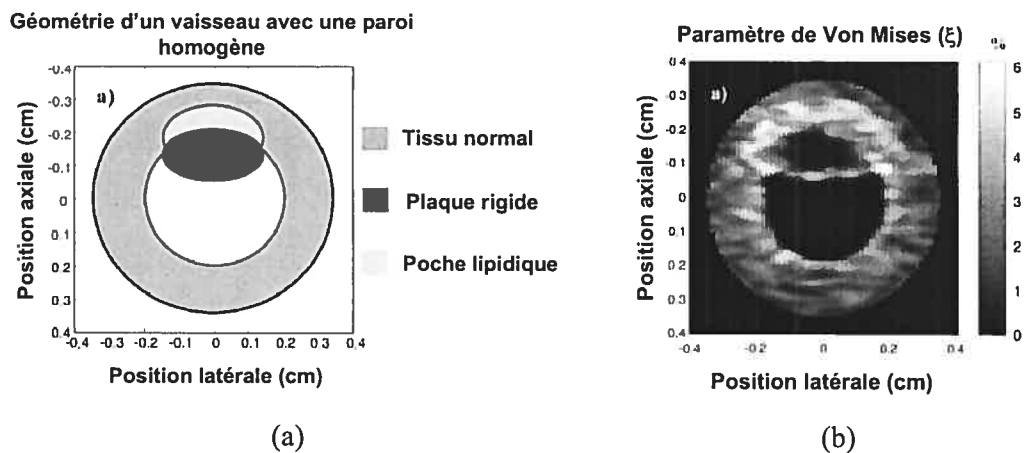 Géométrie d'un vaisseau avec une paroi
homogène
a)
-0.4
-0.3
-0.2
-0.1
0
0.1
0.2
0.3
0.4
-0.4 -0.3 -0.2 -0.1 0 0.1 0.2 0.3 0.4
Position axiale (cm)
Position latérale (cm)
Tissu normal
Plaque rigide
Poche lipidique
(a)
Paramètre de Von Mises (ξ)
%
a)
-0.4
-0.3
-0.2
-0.1
0
0.1
0.2
0.3
0.4
-0.4 -0.2 0 0.2 0.4
Position axiale (cm)
Position latérale (cm)
6
5
4
3
2
1
0
(b)